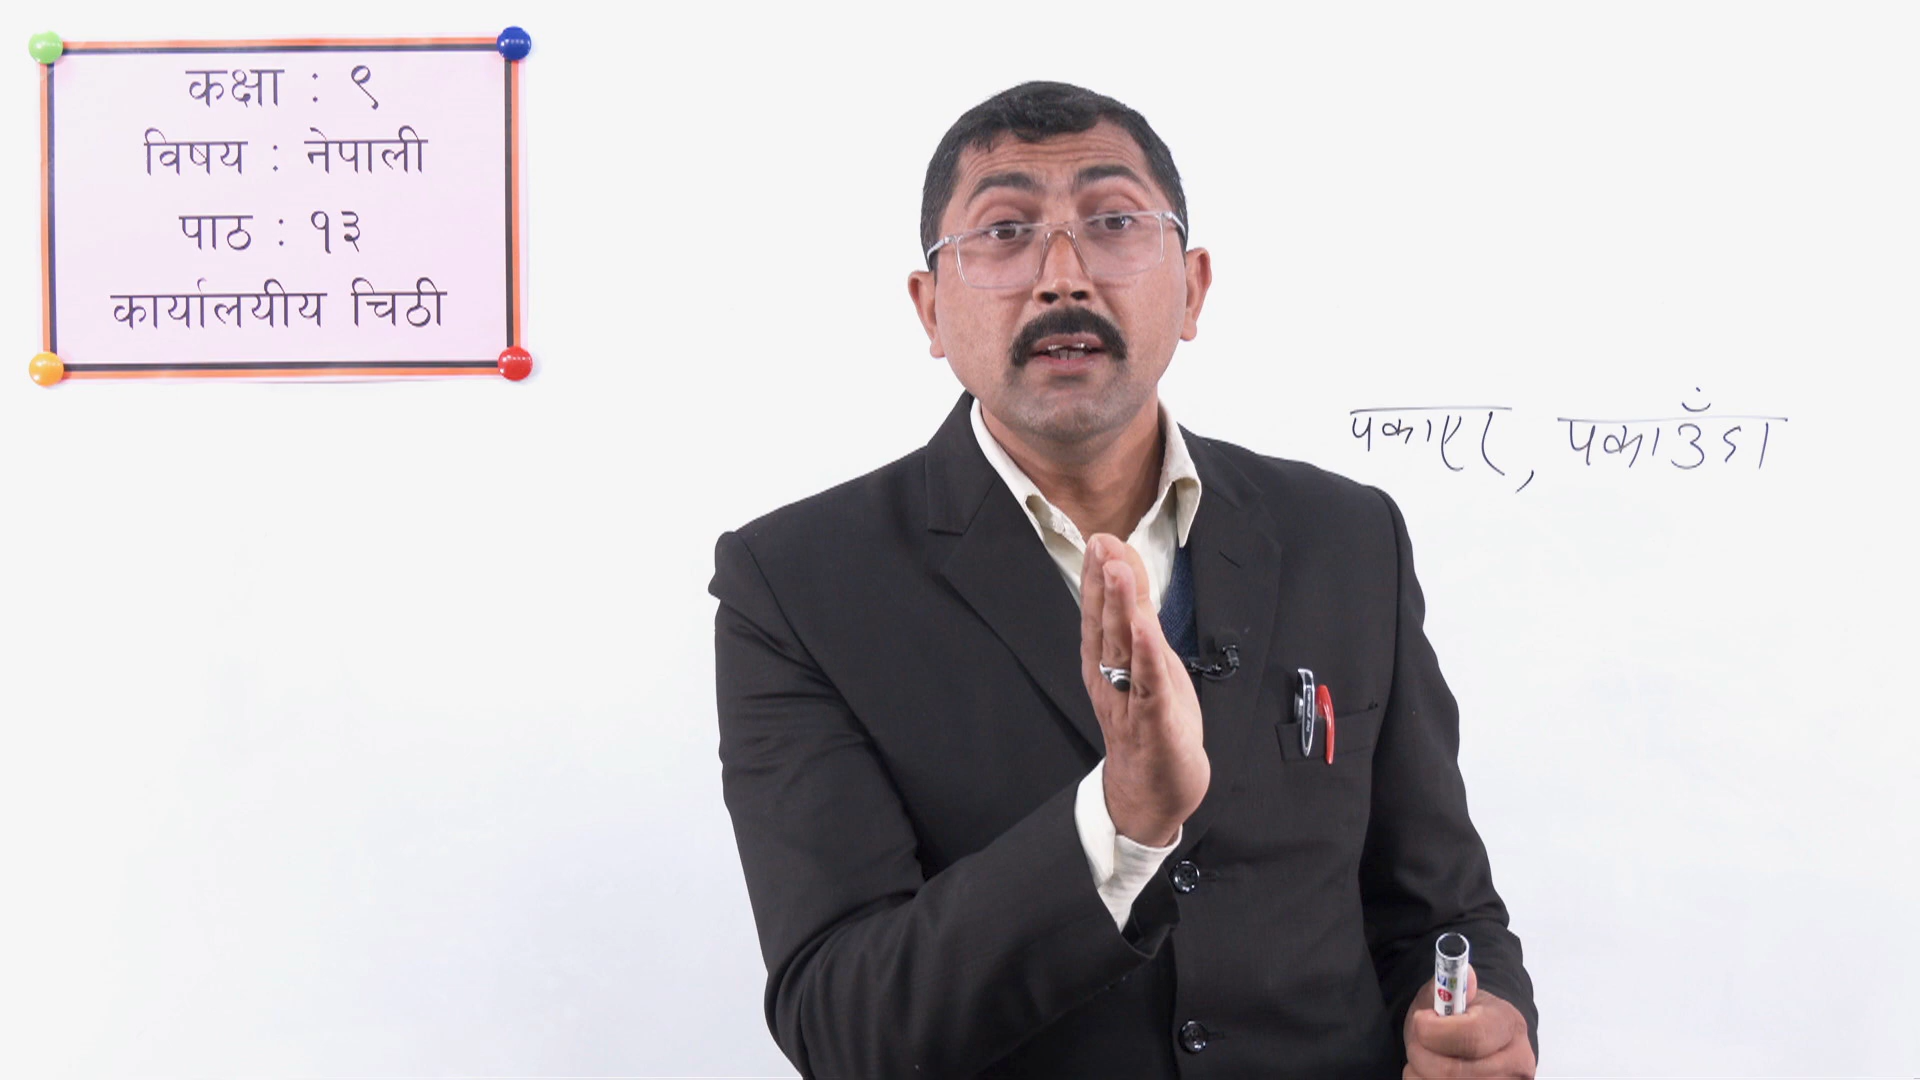 कक्षा : ९
विषय : नेपाली
पाठ : १३
कार्यालयीय चिठी
पकाएर, पकाउँदा